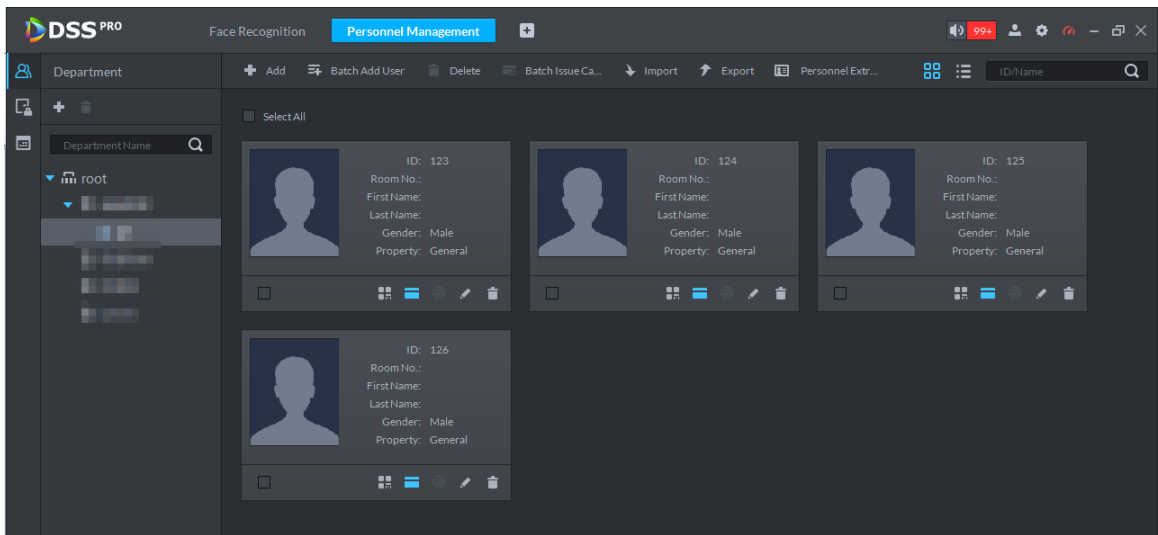 DSS PRO Face Recognition Personnel Management 99+
Department Add Batch Add User Delete Batch Issue Ca... Import Export Personnel Extr... ID/Name
Select All
Department Name
root
ID: 123
Room No.:
First Name:
Last Name:
Gender: Male
Property: General
ID: 124
Room No.:
First Name:
Last Name:
Gender: Male
Property: General
ID: 125
Room No.:
First Name:
Last Name:
Gender: Male
Property: General
ID: 126
Room No.:
First Name:
Last Name:
Gender: Male
Property: General